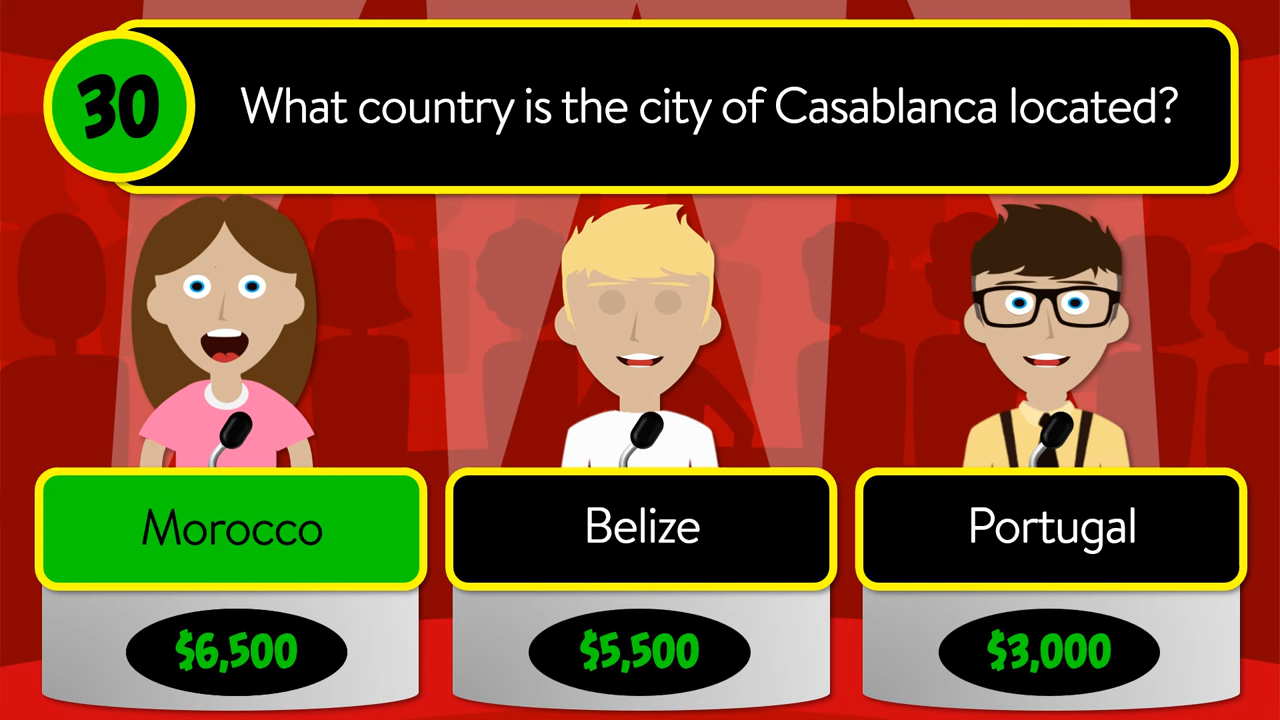 30
What country is the city of Casablanca located?
Morocco
Belize
Portugal
$6,500
$5,500
$3,000